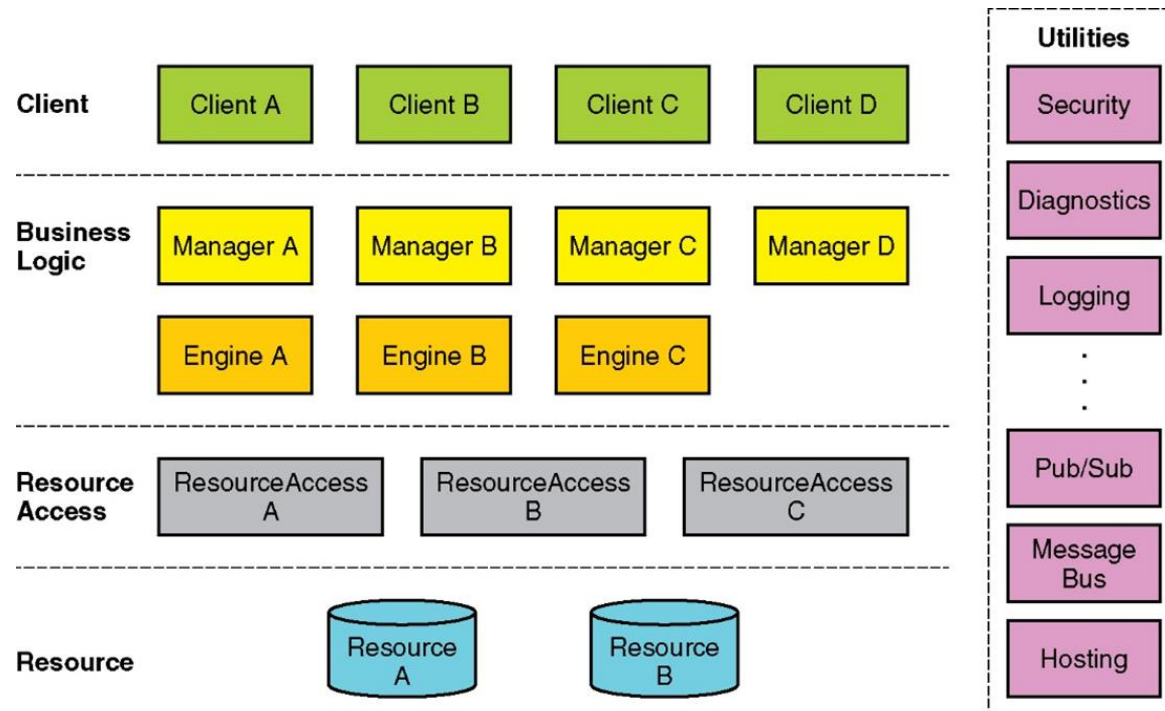 Client
Client A
Client B
Client C
Client D
Business
Logic
Manager A
Manager B
Manager C
Manager D
Engine A
Engine B
Engine C
Resource
Access
ResourceAccess
A
ResourceAccess
B
ResourceAccess
C
Resource
Resource
A
Resource
B
Utilities
Security
Diagnostics
Logging
.
.
.
Pub/Sub
Message
Bus
Hosting